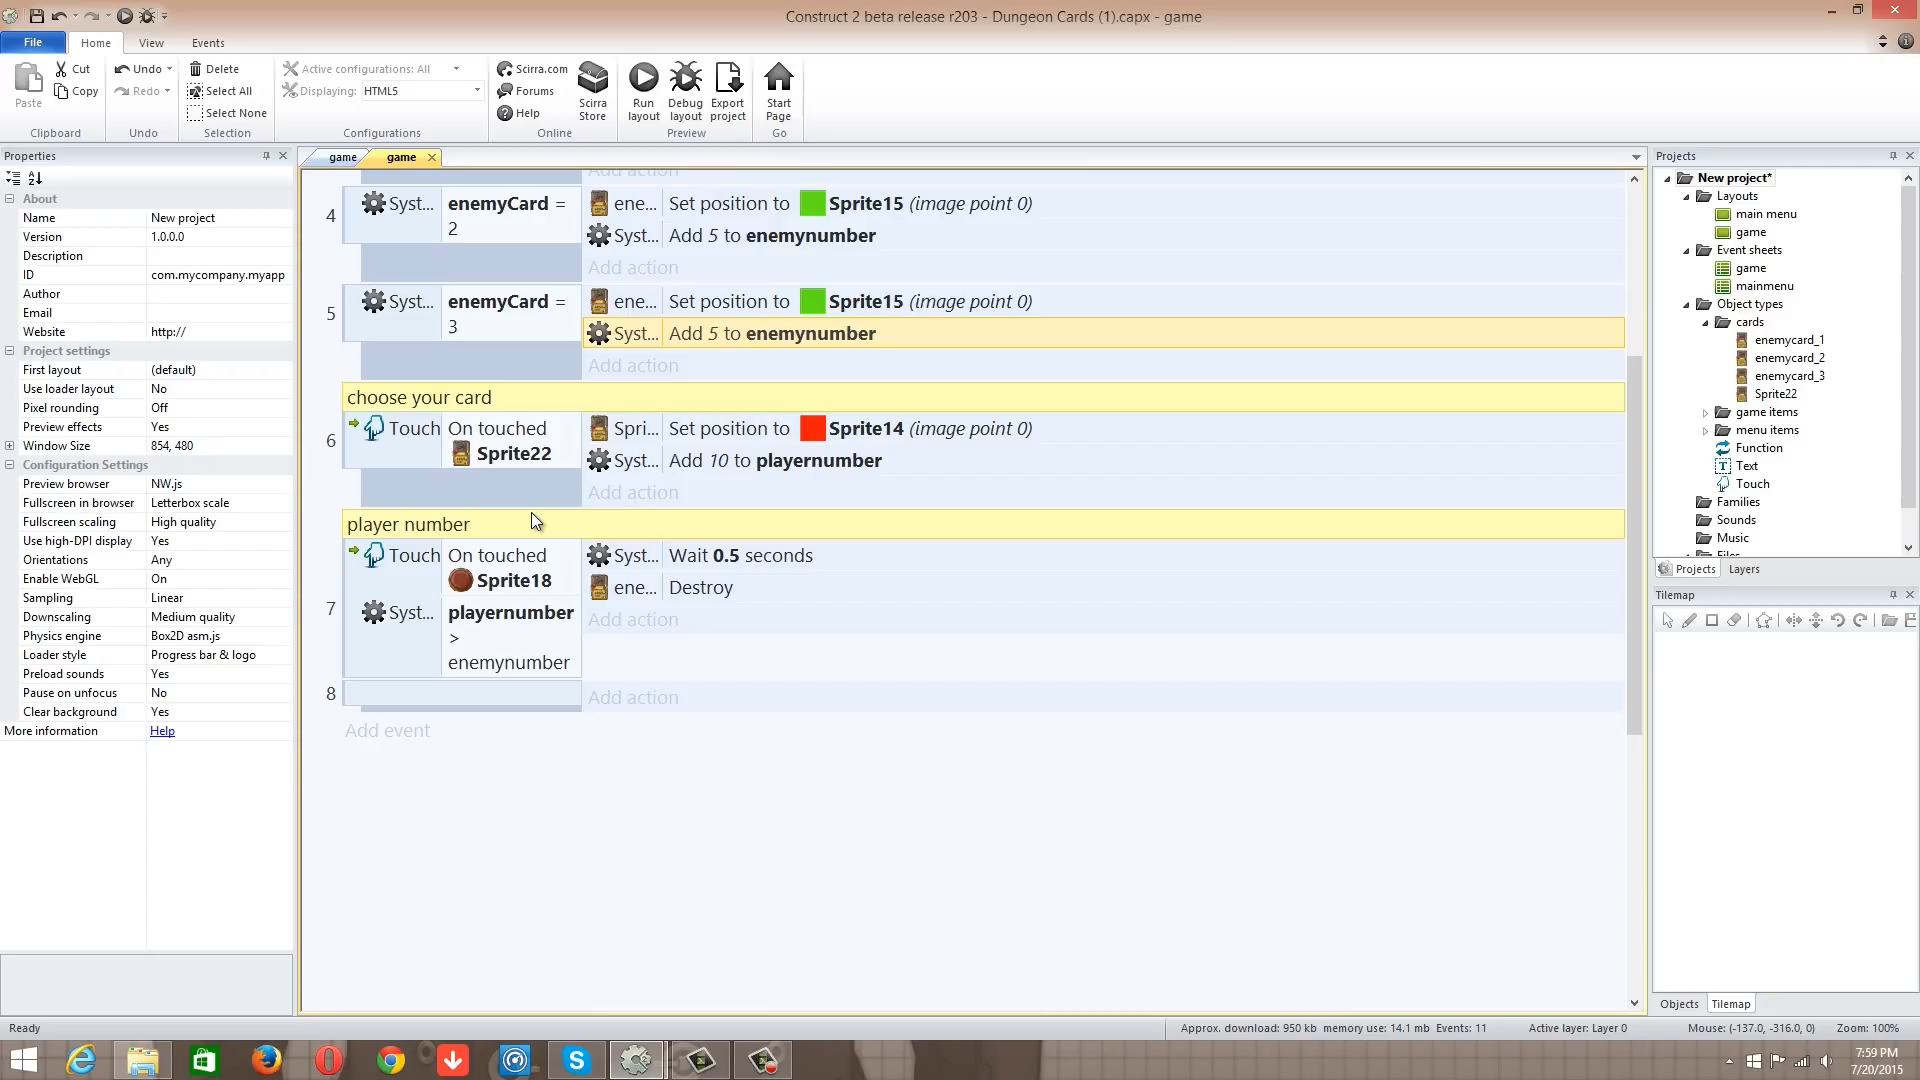 Construct 2 beta release r203 - Dungeon Cards (1).capx - game
File Home View Events
Paste Cut Copy Clipboard
Undo Redo Undo
Delete Select All Select None Selection
Active configurations: All
Displaying: HTML5
Configurations
Scirra.com Forums Help Scirra Store Online
Run layout Debug layout Export project Preview
Start Page Go
Properties
About
Name New project
Version 1.0.0.0
Description
ID com.mycompany.myapp
Author
Email
Website http://
Project settings
First layout (default)
Use loader layout No
Pixel rounding Off
Preview effects Yes
Window Size 854, 480
Configuration Settings
Preview browser NW.js
Fullscreen in browser Letterbox scale
Fullscreen scaling High quality
Use high-DPI display Yes
Orientations Any
Enable WebGL On
Sampling Linear
Downscaling Medium quality
Physics engine Box2D asm.js
Loader style Progress bar & logo
Preload sounds Yes
Pause on unfocus No
Clear background Yes
More information Help
game game
Add action
4 Syst... enemyCard = 2 ene... Set position to Sprite15 (image point 0)
Syst... Add 5 to enemynumber
Add action
5 Syst... enemyCard = 3 ene... Set position to Sprite15 (image point 0)
Syst... Add 5 to enemynumber
Add action
choose your card
6 Touch On touched Sprite22 Spri... Set position to Sprite14 (image point 0)
Syst... Add 10 to playernumber
Add action
player number
Touch On touched Sprite18 Syst... Wait 0.5 seconds
ene... Destroy
7 Syst... playernumber > enemynumber Add action
8 Add action
Add event
Projects
New project*
Layouts
main menu
game
Event sheets
game
mainmenu
Object types
cards
enemycard_1
enemycard_2
enemycard_3
Sprite22
game items
menu items
Function
Text
Touch
Families
Sounds
Music
Files
Projects Layers
Tilemap
Objects Tilemap
Ready Approx. download: 950 kb memory use: 14.1 mb Events: 11 Active layer: Layer 0 Mouse: (-137.0, -316.0, 0) Zoom: 100%
7:59 PM
7/20/2015